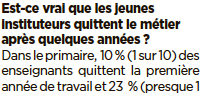 Est-ce vrai que les jeunes
instituteurs quittent le métier
après quelques années ?
Dans le primaire, 10 % (1 sur 10) des
enseignants quittent la première
année de travail et 23 % (presque 1